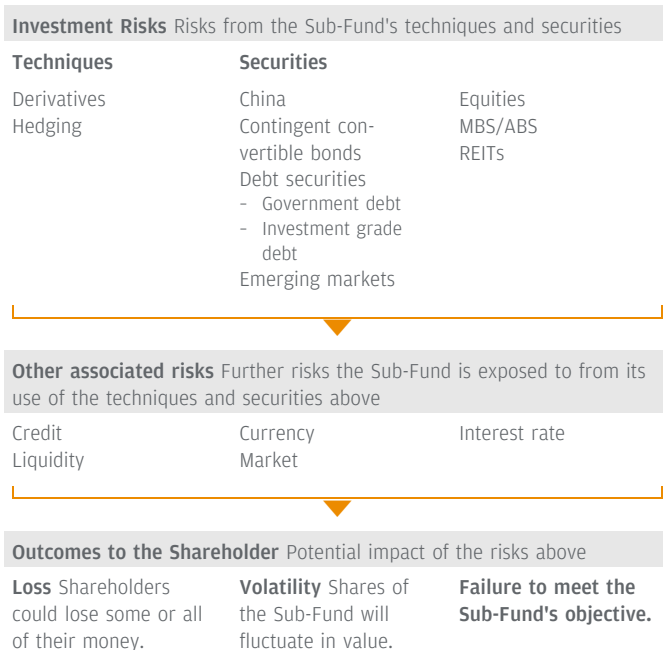 Investment Risks Risks from the Sub-Fund's techniques and securities
Techniques
Derivatives
Hedging
Securities
China
Contingent con-
vertible bonds
Debt securities
– Government debt
– Investment grade
debt
Emerging markets
Equities
MBS/ABS
REITs
Other associated risks Further risks the Sub-Fund is exposed to from its
use of the techniques and securities above
Credit
Liquidity
Currency
Market
Interest rate
Outcomes to the Shareholder Potential impact of the risks above
Loss Shareholders
could lose some or all
of their money.
Volatility Shares of
the Sub-Fund will
fluctuate in value.
Failure to meet the
Sub-Fund's objective.